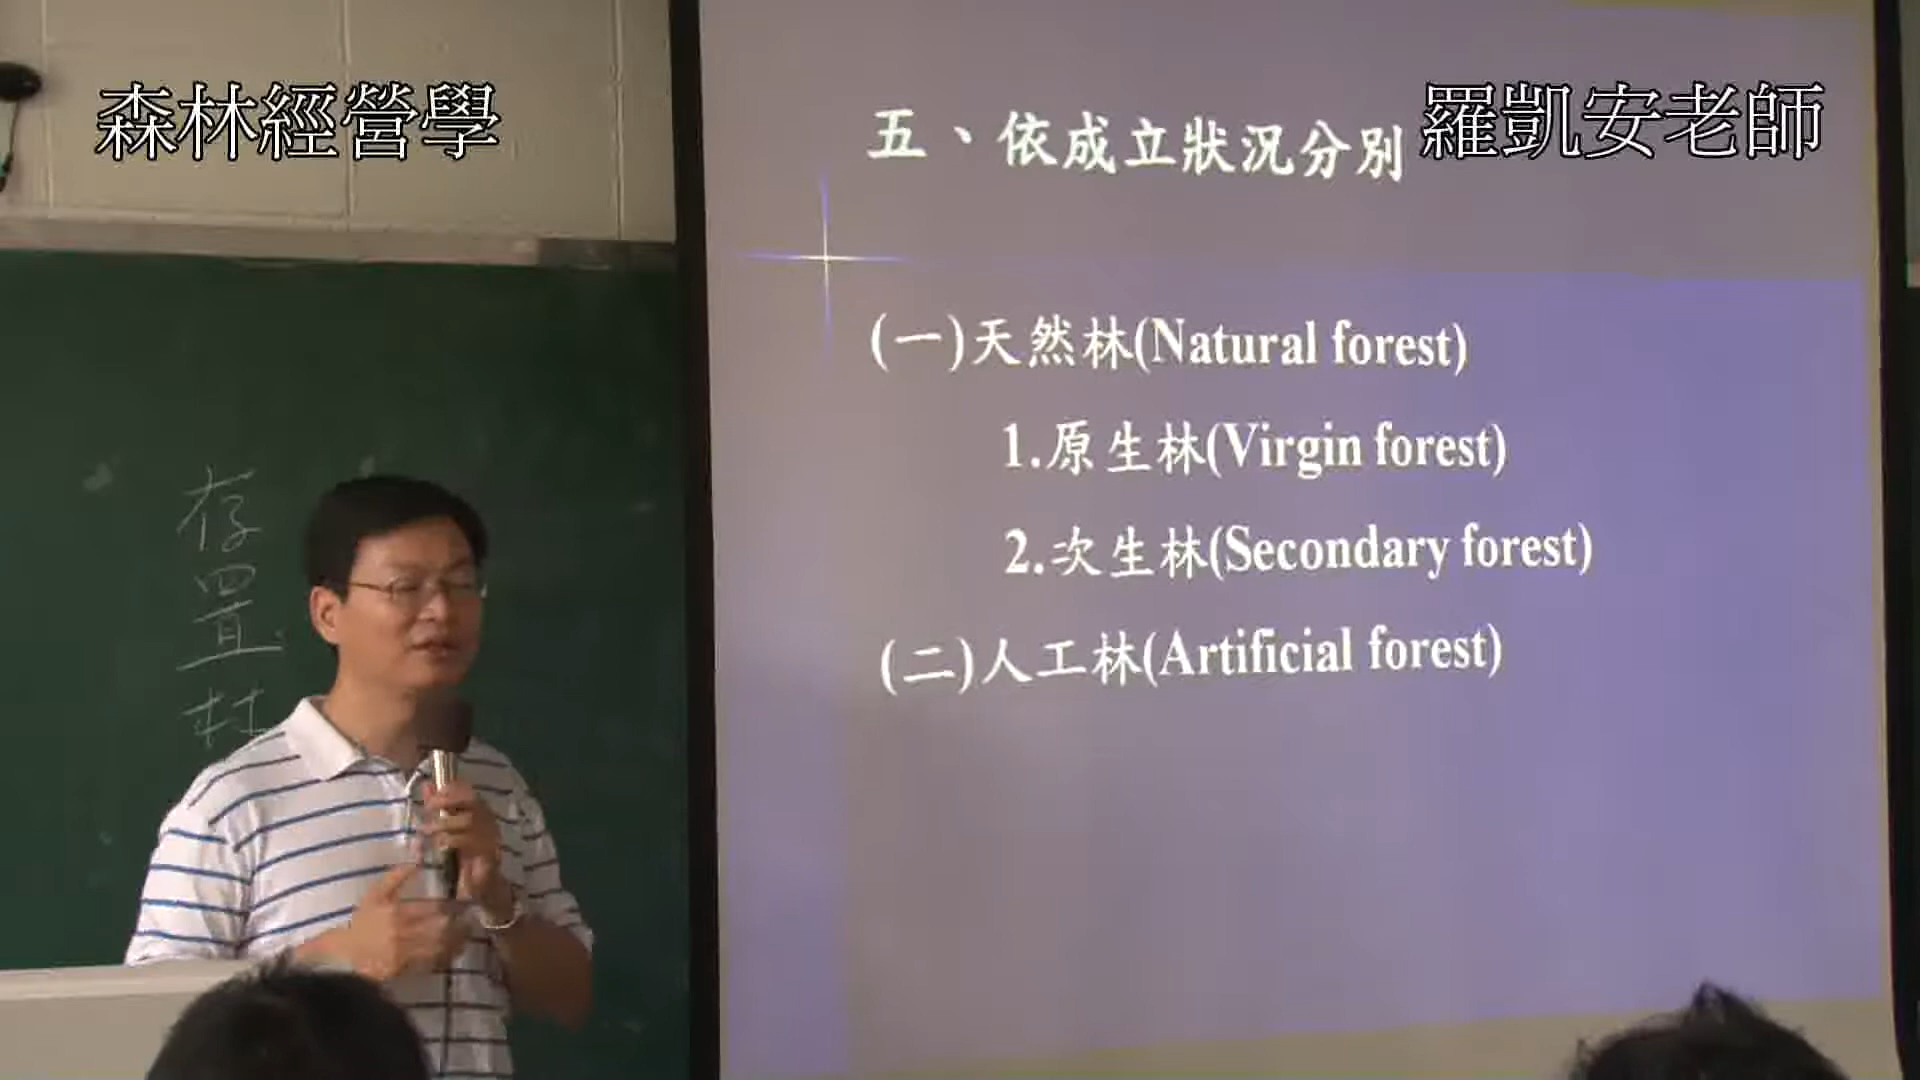 森林經營學
羅凱安老師
五、依成立狀況分別
(一)天然林(Natural forest)
1.原生林(Virgin forest)
2.次生林(Secondary forest)
(二)人工林(Artificial forest)
存置林